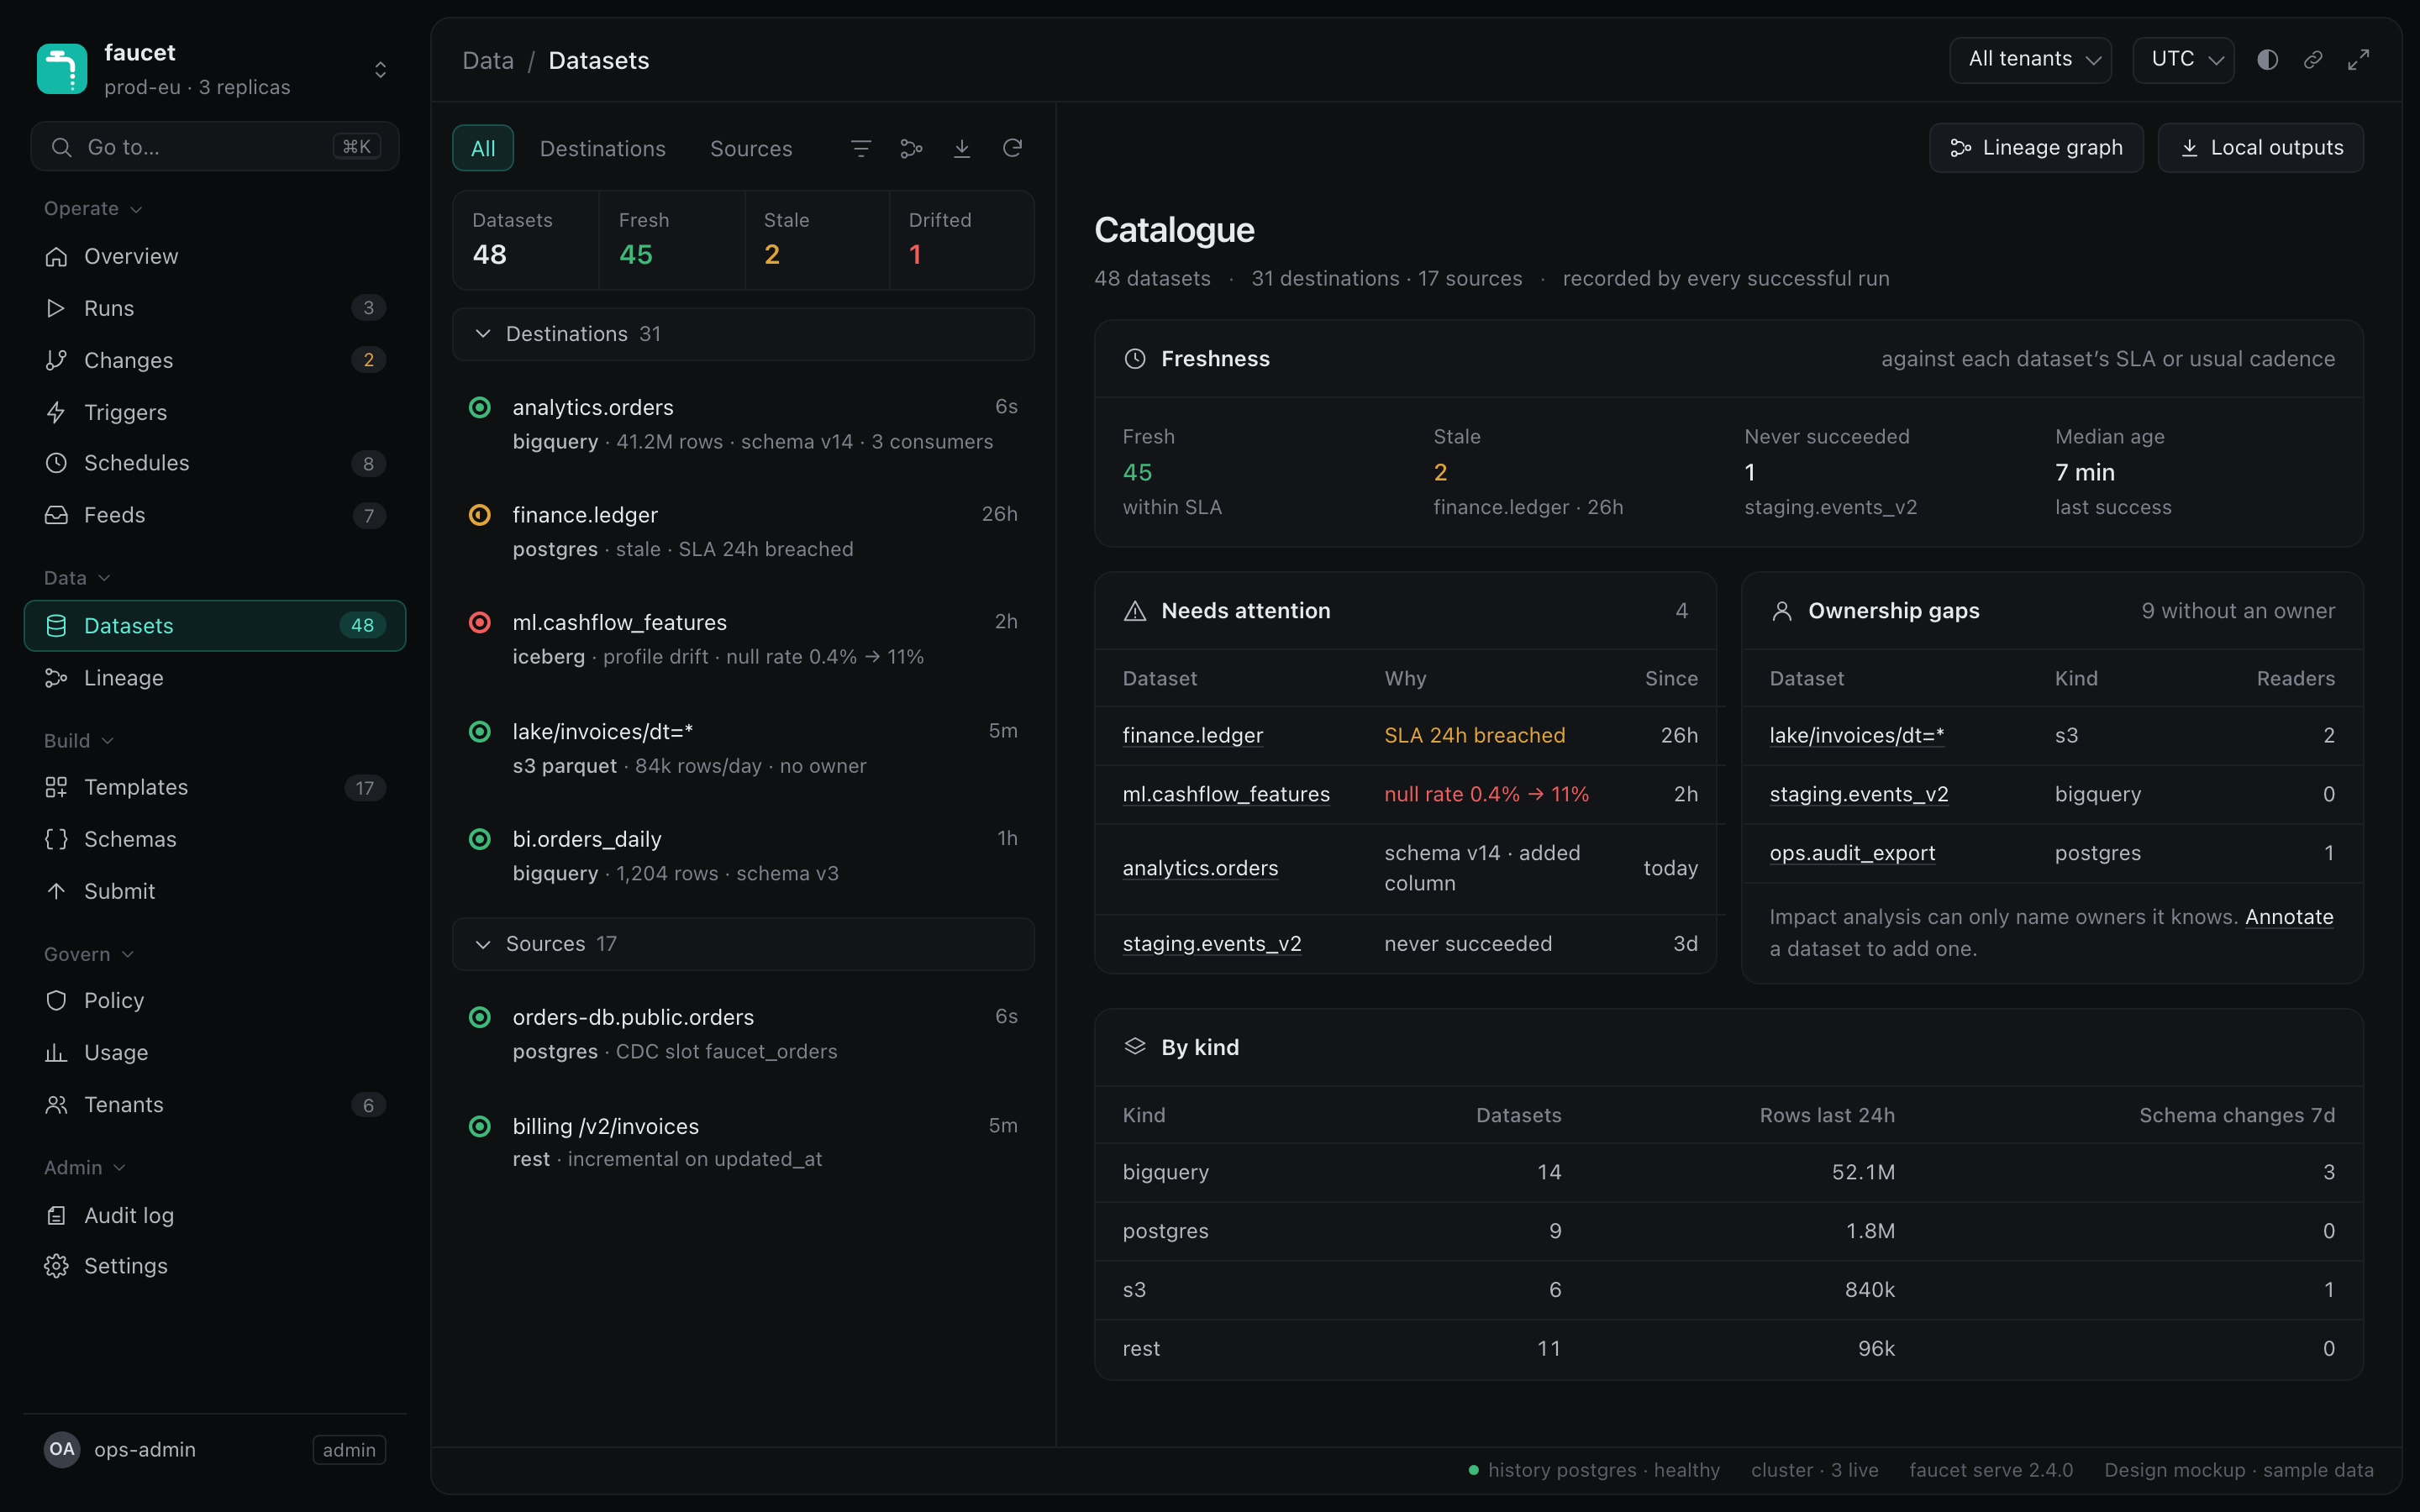 faucet
prod-eu · 3 replicas
Go to...
⌘K
Operate
Overview
Runs 3
Changes 2
Triggers
Schedules 8
Feeds 7
Data
Datasets 48
Lineage
Build
Templates 17
Schemas
Submit
Govern
Policy
Usage
Tenants 6
Admin
Audit log
Settings
OA ops-admin admin
Data / Datasets
All tenants
UTC
All Destinations Sources
Datasets Fresh Stale Drifted
48 45 2 1
Destinations 31
analytics.orders 6s
bigquery · 41.2M rows · schema v14 · 3 consumers
finance.ledger 26h
postgres · stale · SLA 24h breached
ml.cashflow_features 2h
iceberg · profile drift · null rate 0.4% → 11%
lake/invoices/dt=* 5m
s3 parquet · 84k rows/day · no owner
bi.orders_daily 1h
bigquery · 1,204 rows · schema v3
Sources 17
orders-db.public.orders 6s
postgres · CDC slot faucet_orders
billing /v2/invoices 5m
rest · incremental on updated_at
Lineage graph
Local outputs
Catalogue
48 datasets · 31 destinations · 17 sources · recorded by every successful run
Freshness against each dataset’s SLA or usual cadence
Fresh Stale Never succeeded Median age
45 2 1 7 min
within SLA finance.ledger · 26h staging.events_v2 last success
Needs attention 4
Dataset Why Since
finance.ledger SLA 24h breached 26h
ml.cashflow_features null rate 0.4% → 11% 2h
analytics.orders schema v14 · added column today
staging.events_v2 never succeeded 3d
Ownership gaps 9 without an owner
Dataset Kind Readers
lake/invoices/dt=* s3 2
staging.events_v2 bigquery 0
ops.audit_export postgres 1
Impact analysis can only name owners it knows. Annotate
a dataset to add one.
By kind
Kind Datasets Rows last 24h Schema changes 7d
bigquery 14 52.1M 3
postgres 9 1.8M 0
s3 6 840k 1
rest 11 96k 0
history postgres · healthy cluster · 3 live faucet serve 2.4.0 Design mockup · sample data